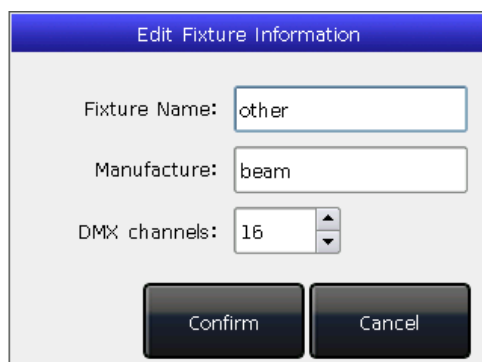 Edit Fixture Information
Fixture Name: other
Manufacture: beam
DMX channels: 16
Confirm Cancel